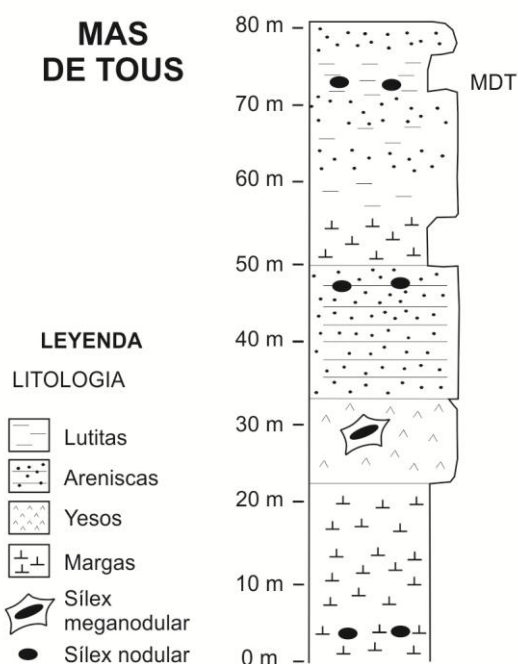 MAS
DE TOUS
80 m
70 m
MDT
60 m
50 m
40 m
30 m
20 m
10 m
0 m
LEYENDA
LITOLOGIA
Lutitas
Areniscas
Yesos
Margas
Sílex
meganodular
Sílex nodular